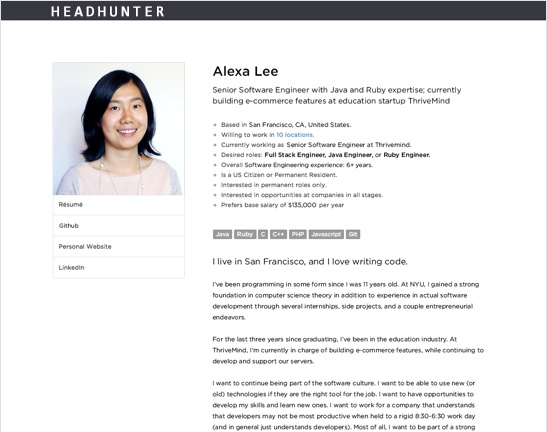 HEADHUNTER
Alexa Lee
Senior Software Engineer with Java and Ruby expertise; currently
building e-commerce features at education startup ThriveMind
Based in San Francisco, CA, United States.
Willing to work in 10 locations.
Currently working as Senior Software Engineer at Thrivemind.
Desired roles: Full Stack Engineer, Java Engineer, or Ruby Engineer.
Overall Software Engineering experience: 6+ years.
Is a US Citizen or Permanent Resident.
Interested in permanent roles only.
Interested in opportunities at companies in all stages.
Prefers base salary of $135,000 per year
Résumé
Github
Personal Website
LinkedIn
Java Ruby C C++ PHP Javascript Git
I live in San Francisco, and I love writing code.
I've been programming in some form since I was 11 years old. At NYU, I gained a strong
foundation in computer science theory in addition to experience in actual software
development through several internships, side projects, and a couple entrepreneurial
endeavors.
For the last three years since graduating, I've been in the education industry. At
ThriveMind, I'm currently in charge of building e-commerce features, while continuing to
develop and support our servers.
I want to continue being part of the software culture. I want to be able to use new (or
old) technologies if they are the right tool for the job. I want to have opportunities to
develop my skills and learn new ones. I want to work for a company that understands
that developers may not be most productive when held to a rigid 8:30-6:30 work day
(and in general just understands developers). Most of all, I want to be part of a strong